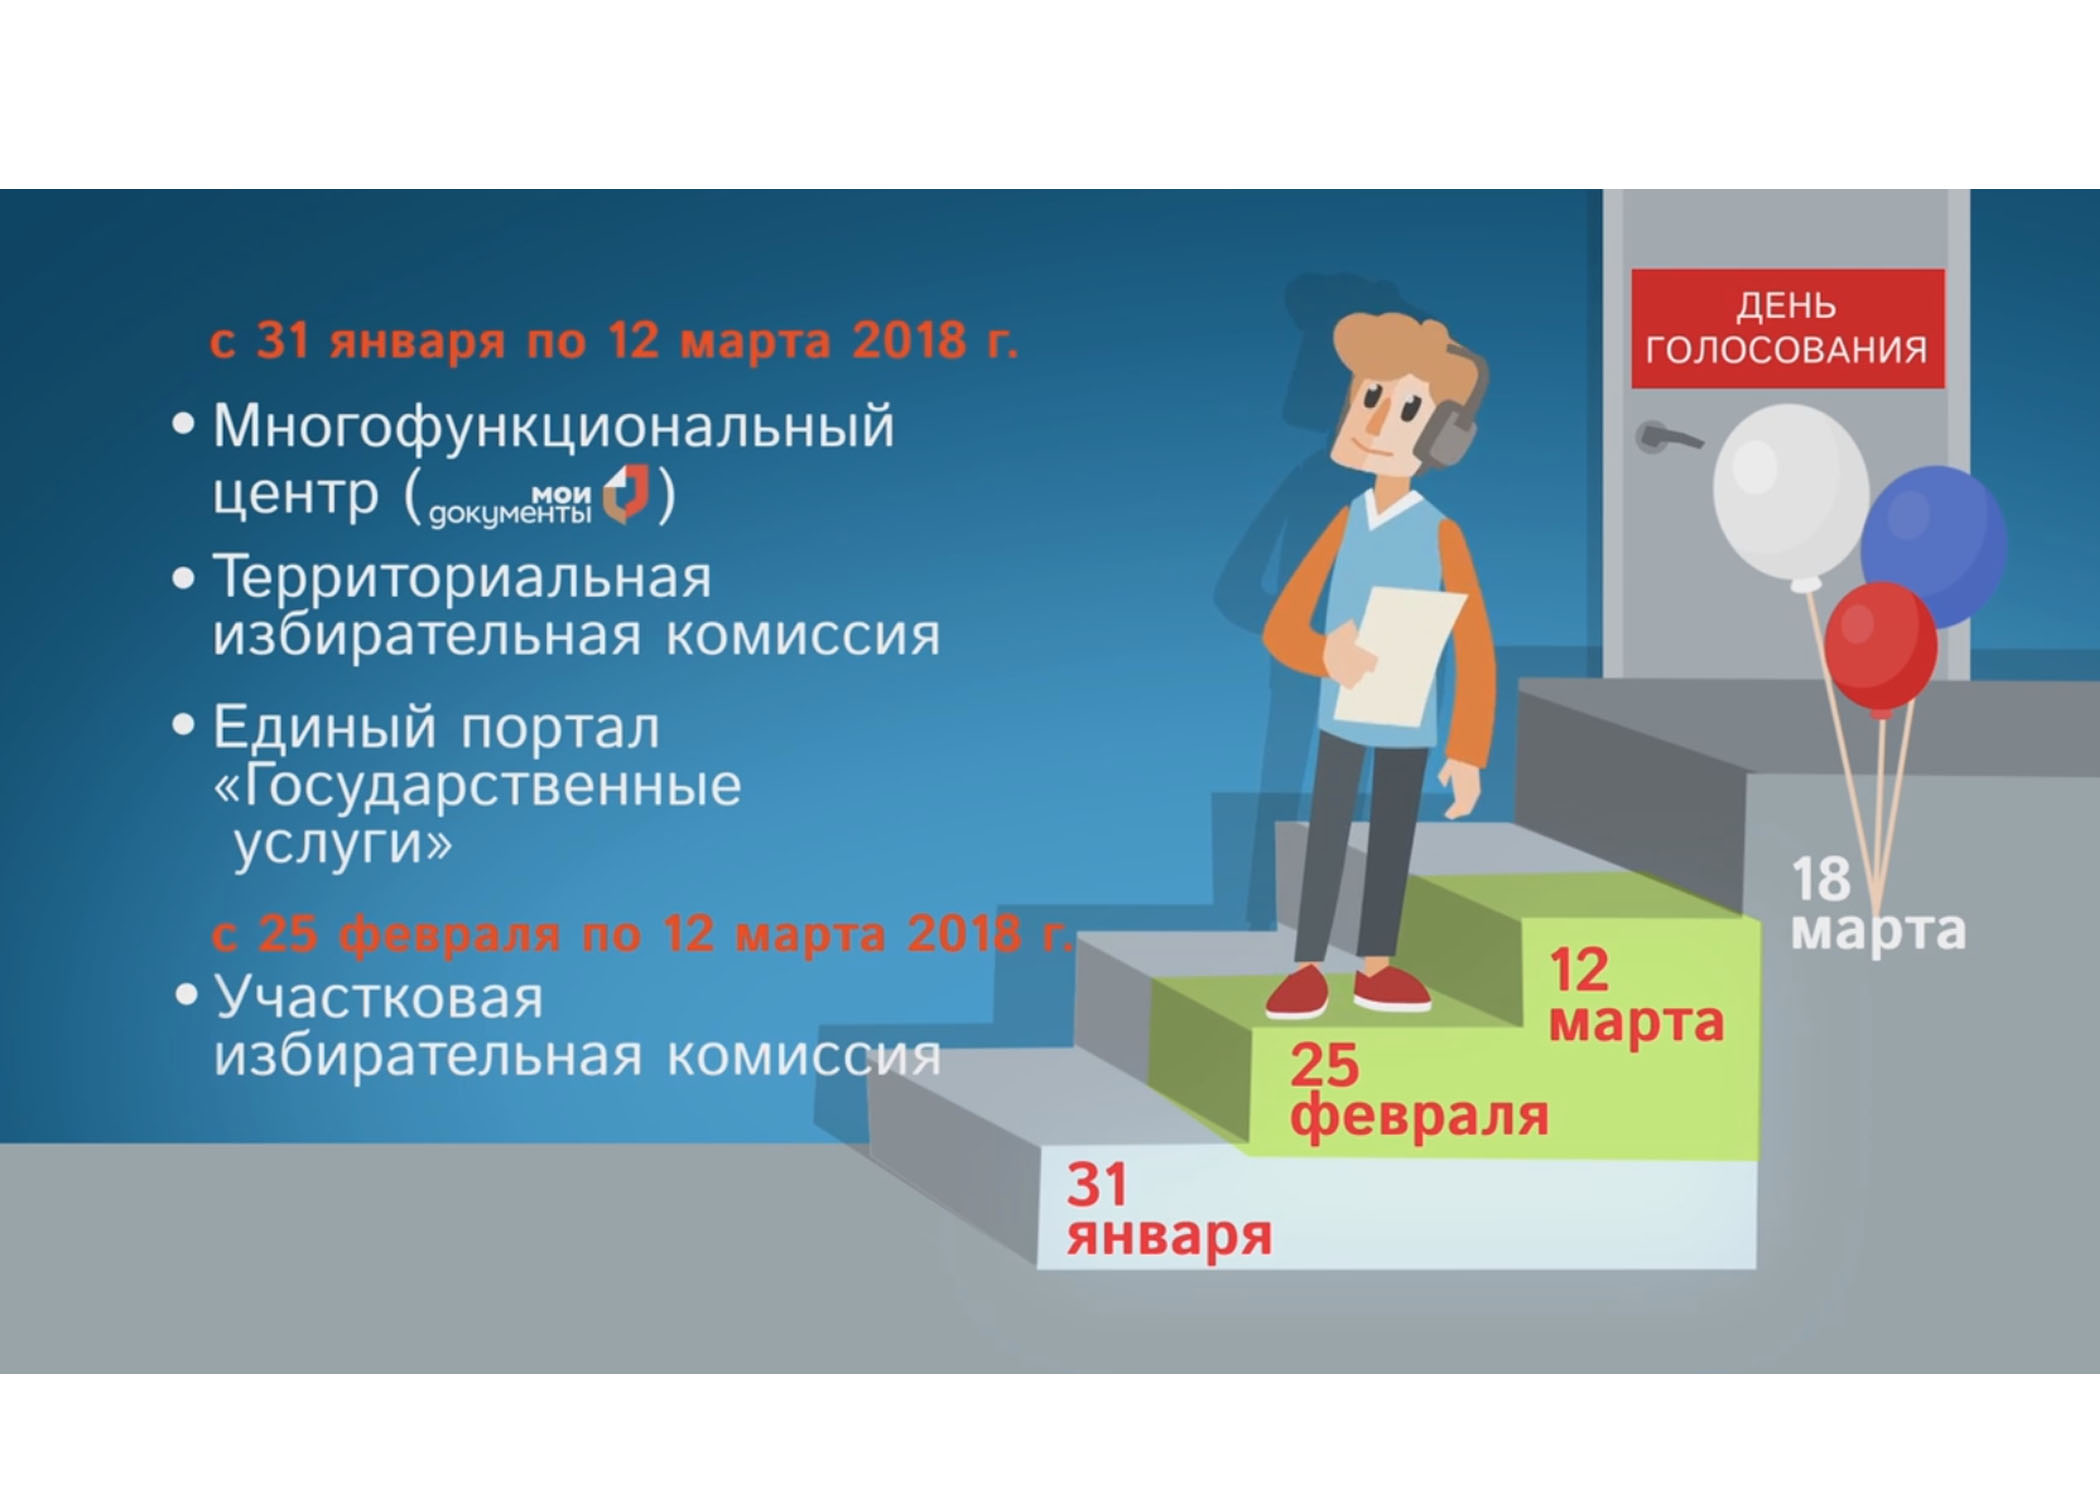 с 31 января по 12 марта 2018 г.
• Многофункциональный
центр (мои документы)
• Территориальная
избирательная комиссия
• Единый портал
«Государственные
услуги»
с 25 февраля по 12 марта 2018 г.
• Участковая
избирательная комиссия
ДЕНЬ
ГОЛОСОВАНИЯ
18
марта
12
марта
25
февраля
31
января